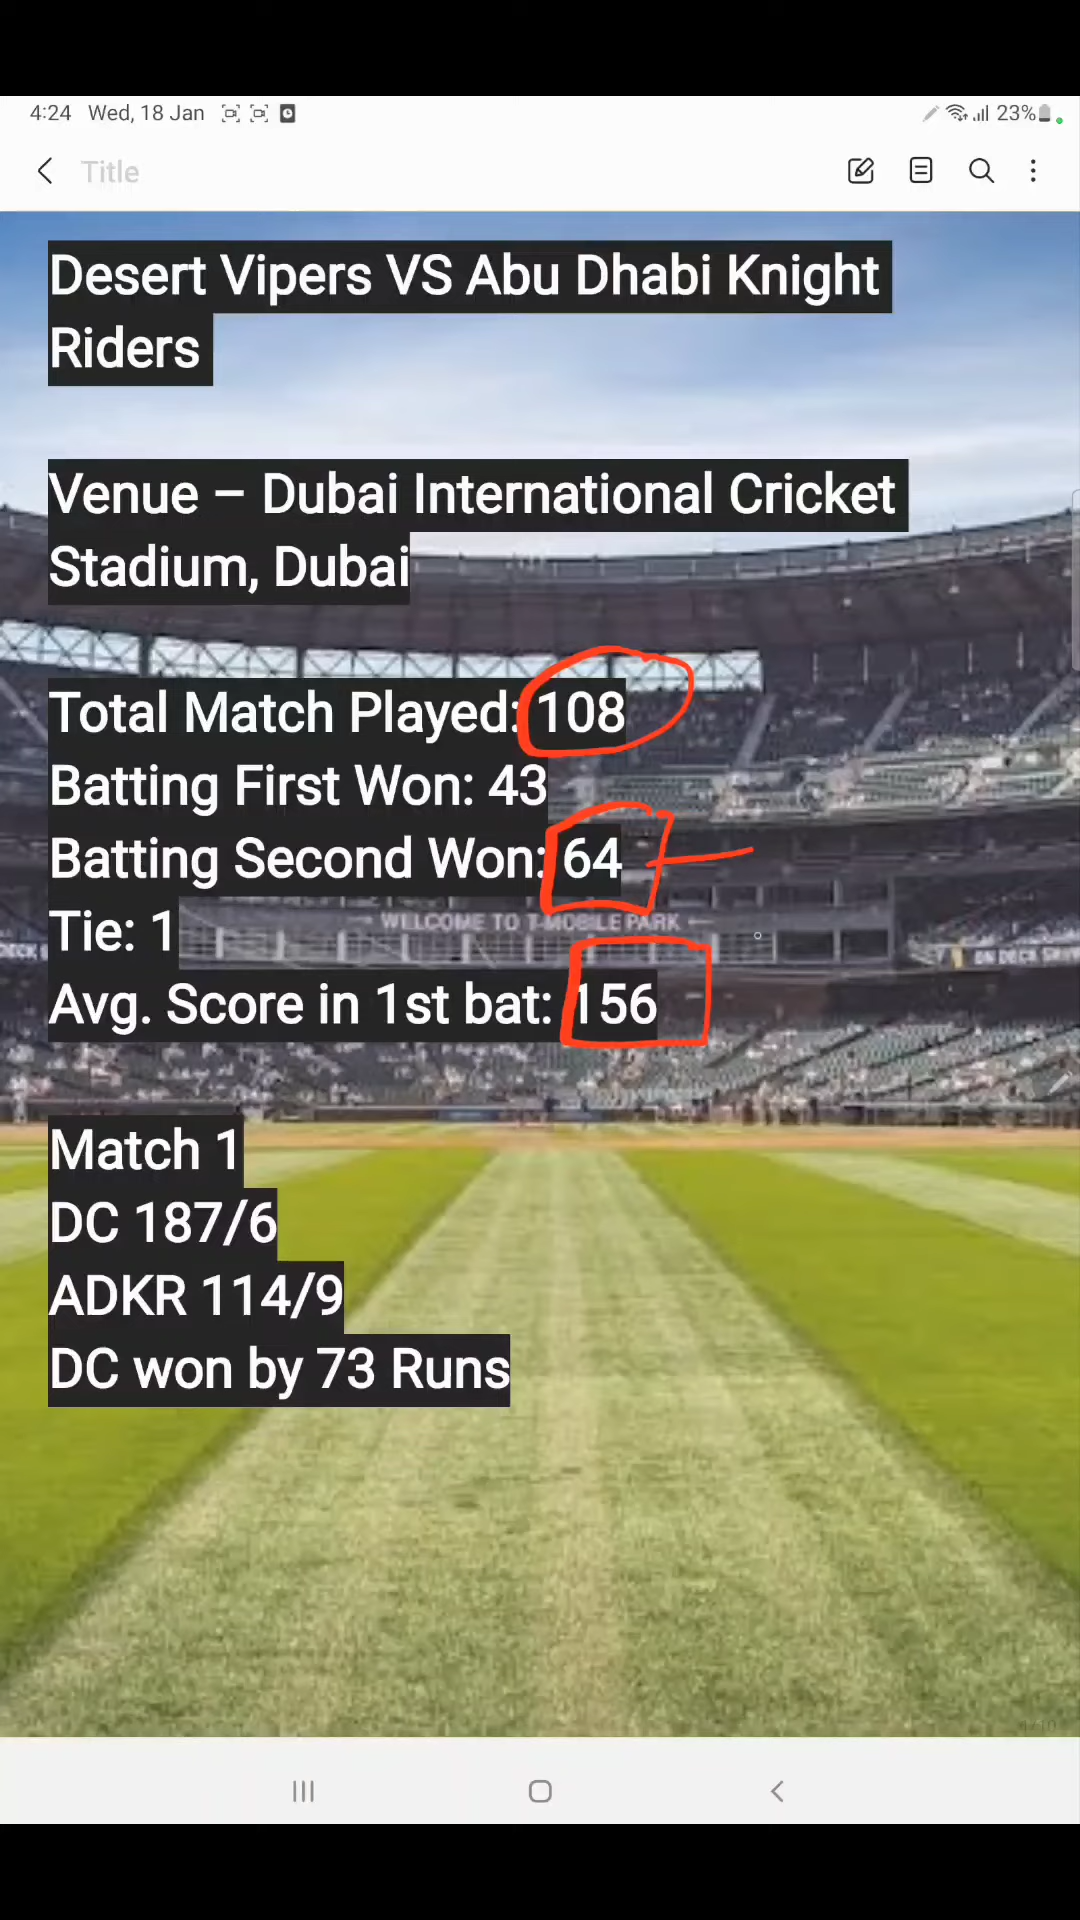 4:24 Wed, 18 Jan 23%
Title
Desert Vipers VS Abu Dhabi Knight
Riders
Venue – Dubai International Cricket
Stadium, Dubai
Total Match Played: 108
Batting First Won: 43
Batting Second Won: 64
WELCOME TO T-MOBILE PARK
Tie: 1
ON DECK
Avg. Score in 1st bat: 156
Match 1
DC 187/6
ADKR 114/9
DC won by 73 Runs